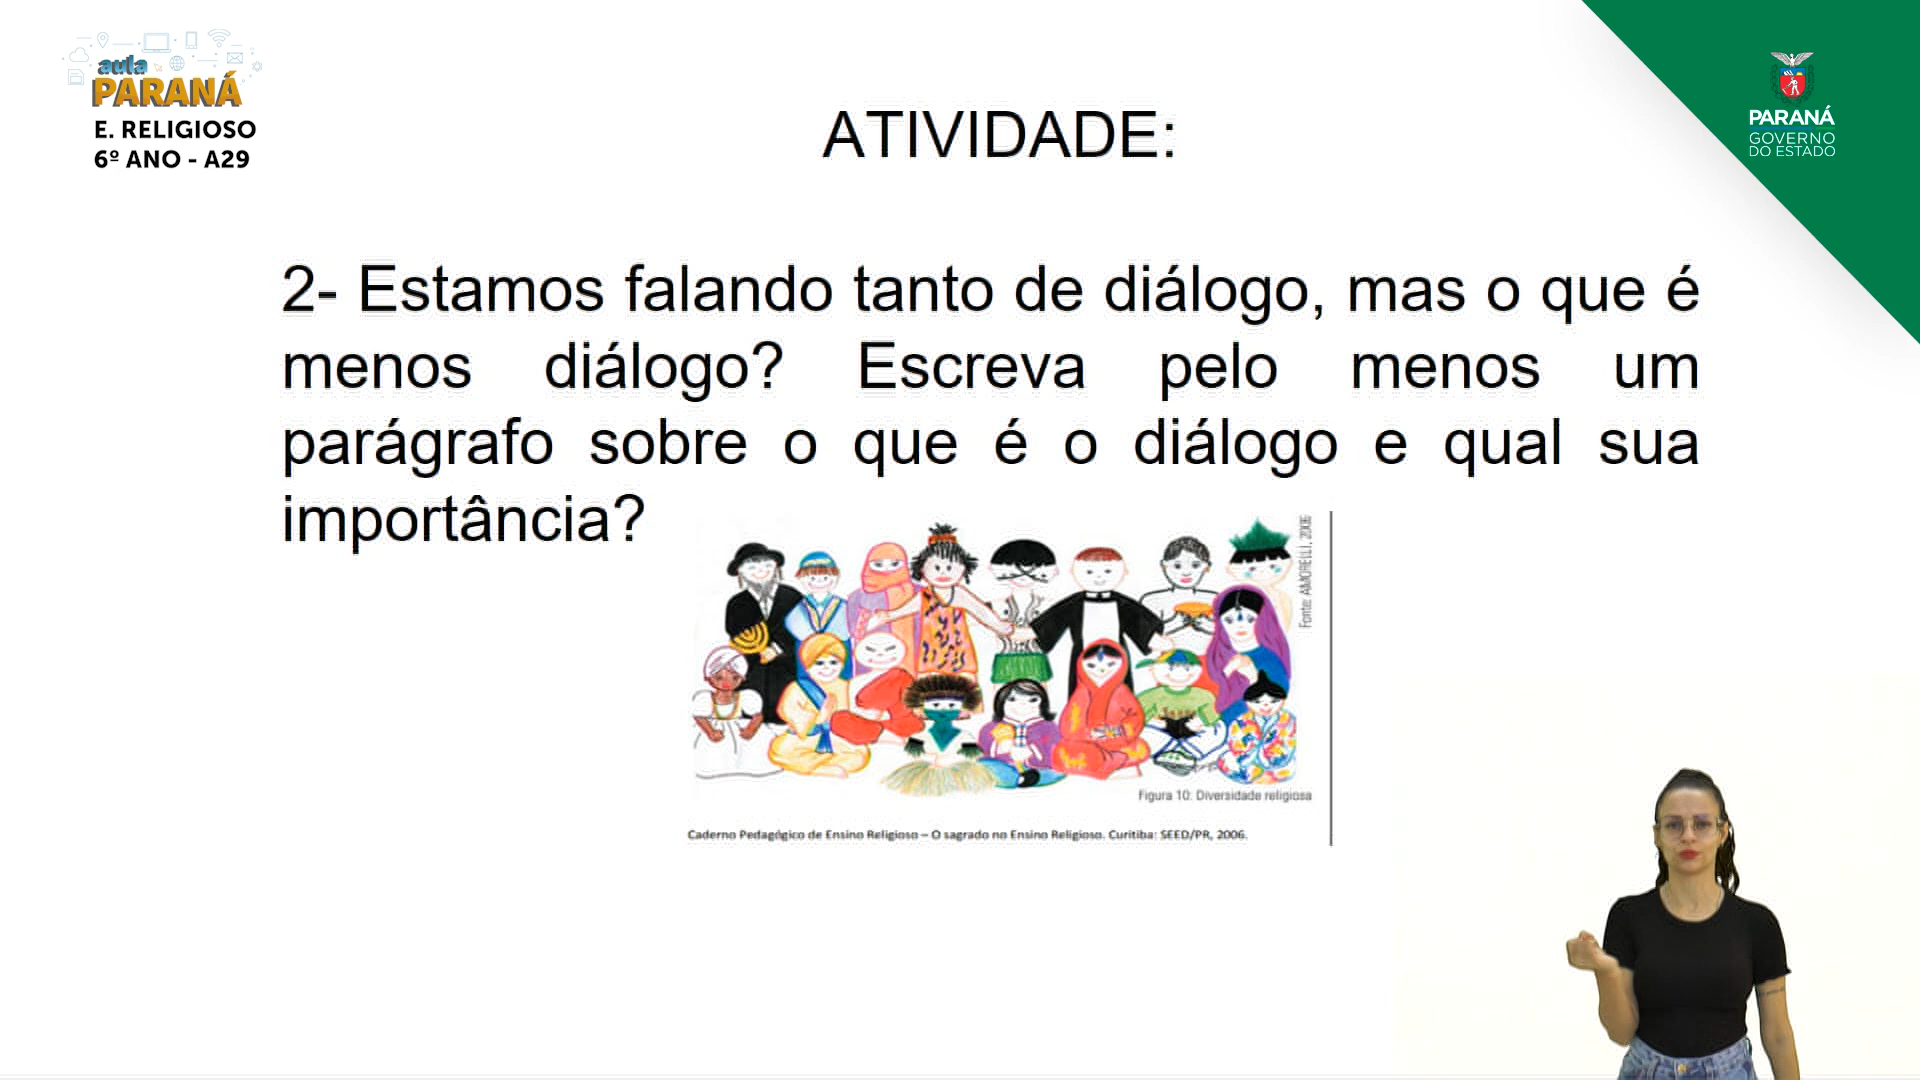 aula
PARANÁ
E. RELIGIOSO
6º ANO - A29
PARANÁ
GOVERNO
DO ESTADO
ATIVIDADE:
2- Estamos falando tanto de diálogo, mas o que é
menos diálogo? Escreva pelo menos um
parágrafo sobre o que é o diálogo e qual sua
importância?
Fonte: AMORELLI, 2006
Figura 10: Diversidade religiosa
Caderno Pedagógico de Ensino Religioso – O sagrado no Ensino Religioso. Curitiba: SEED/PR, 2006.